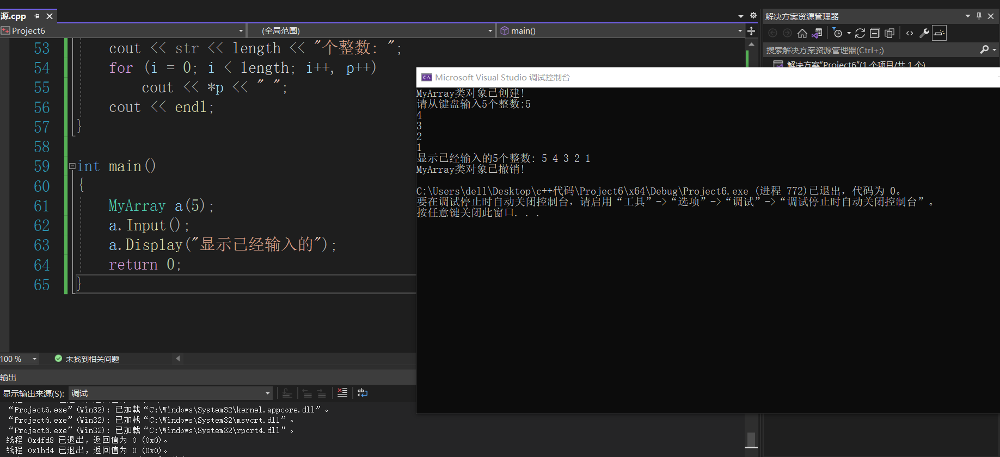 源.cpp
Project6
(全局范围)
main()
53 cout << str << length << "个整数: ";
54 for (i = 0; i < length; i++, p++)
55 cout << *p << " ";
56 cout << endl;
57 }
58
59 int main()
60 {
61 MyArray a(5);
62 a.Input();
63 a.Display("显示已经输入的");
64 return 0;
65 }
100 %
未找到相关问题
输出
显示输出来源(S): 调试
“Project6.exe”(Win32): 已加载“C:\Windows\System32\kernel.appcore.dll”。
“Project6.exe”(Win32): 已加载“C:\Windows\System32\msvcrt.dll”。
“Project6.exe”(Win32): 已加载“C:\Windows\System32\rpcrt4.dll”。
线程 0x4fd8 已退出，返回值为 0 (0x0)。
线程 0x1bd4 已退出，返回值为 0 (0x0)。
Microsoft Visual Studio 调试控制台
MyArray类对象已创建!
请从键盘输入5个整数:5
4
3
2
1
显示已经输入的5个整数: 5 4 3 2 1
MyArray类对象已撤销!
C:\Users\dell\Desktop\c++代码\Project6\x64\Debug\Project6.exe (进程 772)已退出，代码为 0。
要在调试停止时自动关闭控制台，请启用“工具”->“选项”->“调试”->“调试停止时自动关闭控制台”。
按任意键关闭此窗口. . .
解决方案资源管理器
搜索解决方案资源管理器(Ctrl+;)
解决方案"Project6"(1 个项目/共 1 个)